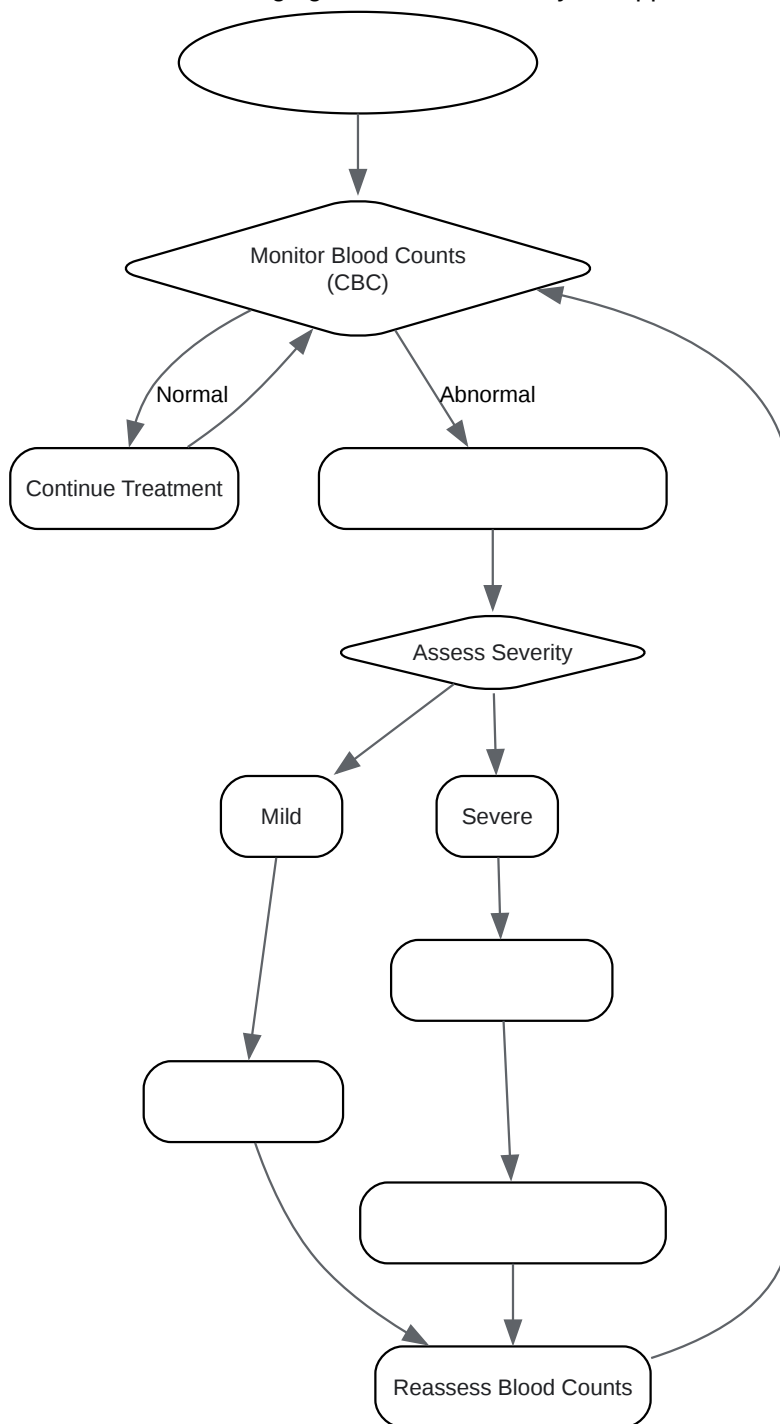 Monitor Blood Counts
(CBC)
Normal
Abnormal
Continue Treatment
Assess Severity
Mild
Severe
Reassess Blood Counts